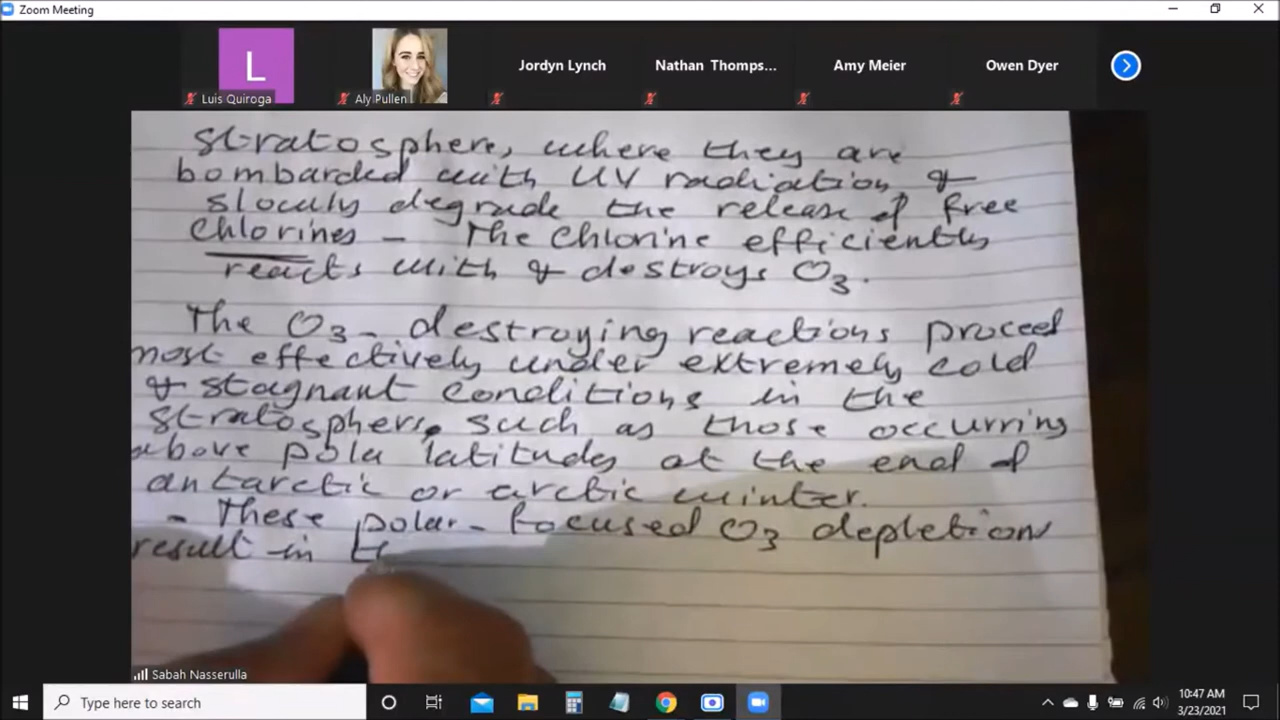 Zoom Meeting
L
Luis Quiroga
Aly Pullen
Jordyn Lynch
Nathan Thomps...
Amy Meier
Owen Dyer
stratosphere, where they are
bombarded with UV radiation &
slowly degrade the release of free
Chlorines - The Chlorine efficiently
reacts with & destroys O3.
The O3 - destroying reactions proceed
most effectively under extremely cold
& stagnant conditions in the
stratosphere, such as those occurring
above pola latitudes at the end of
antarctic or arctic winter.
- These polar - focused O3 depletions
result in t
Sabah Nasserulla
Type here to search
10:47 AM
3/23/2021